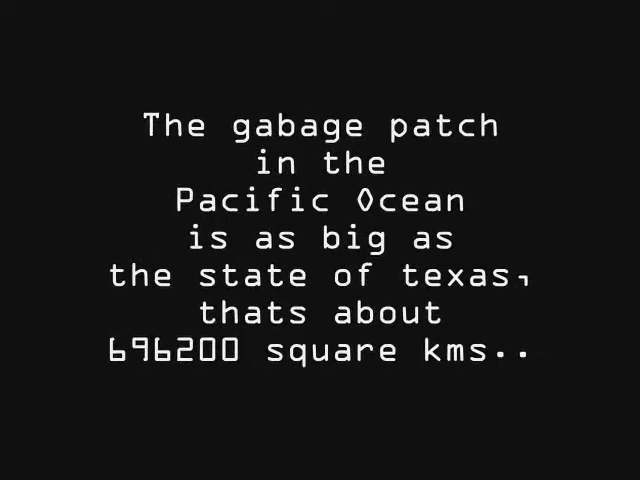 The gabage patch
in the
Pacific Ocean
is as big as
the state of texas,
thats about
696200 square kms..